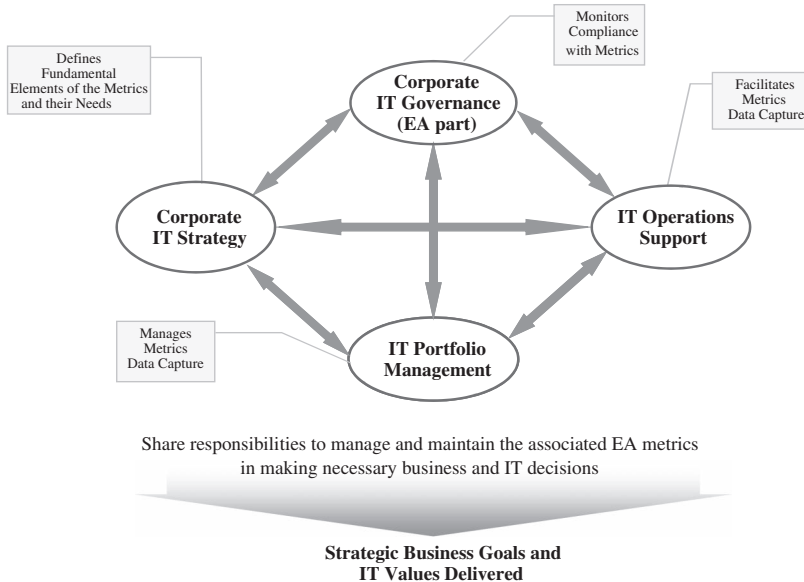 Monitors
Compliance
with Metrics
Defines
Fundamental
Elements of the Metrics
and their Needs
Corporate
IT Governance
(EA part)
Facilitates
Metrics
Data Capture
Corporate
IT Strategy
IT Operations
Support
Manages
Metrics
Data Capture
IT Portfolio
Management
Share responsibilities to manage and maintain the associated EA metrics
in making necessary business and IT decisions
Strategic Business Goals and
IT Values Delivered